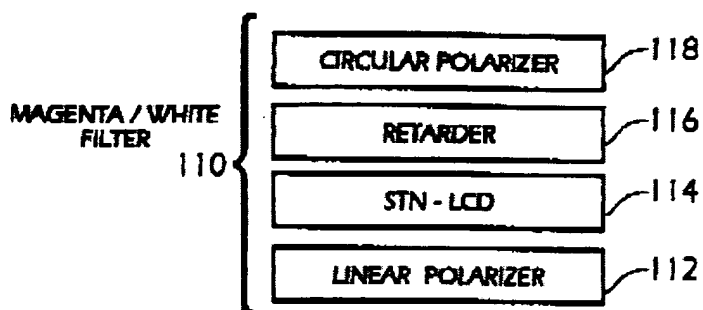 CIRCULAR POLARIZER 118
MAGENTA / WHITE
FILTER
RETARDER 116
110
STN - LCD 114
LINEAR POLARIZER 112